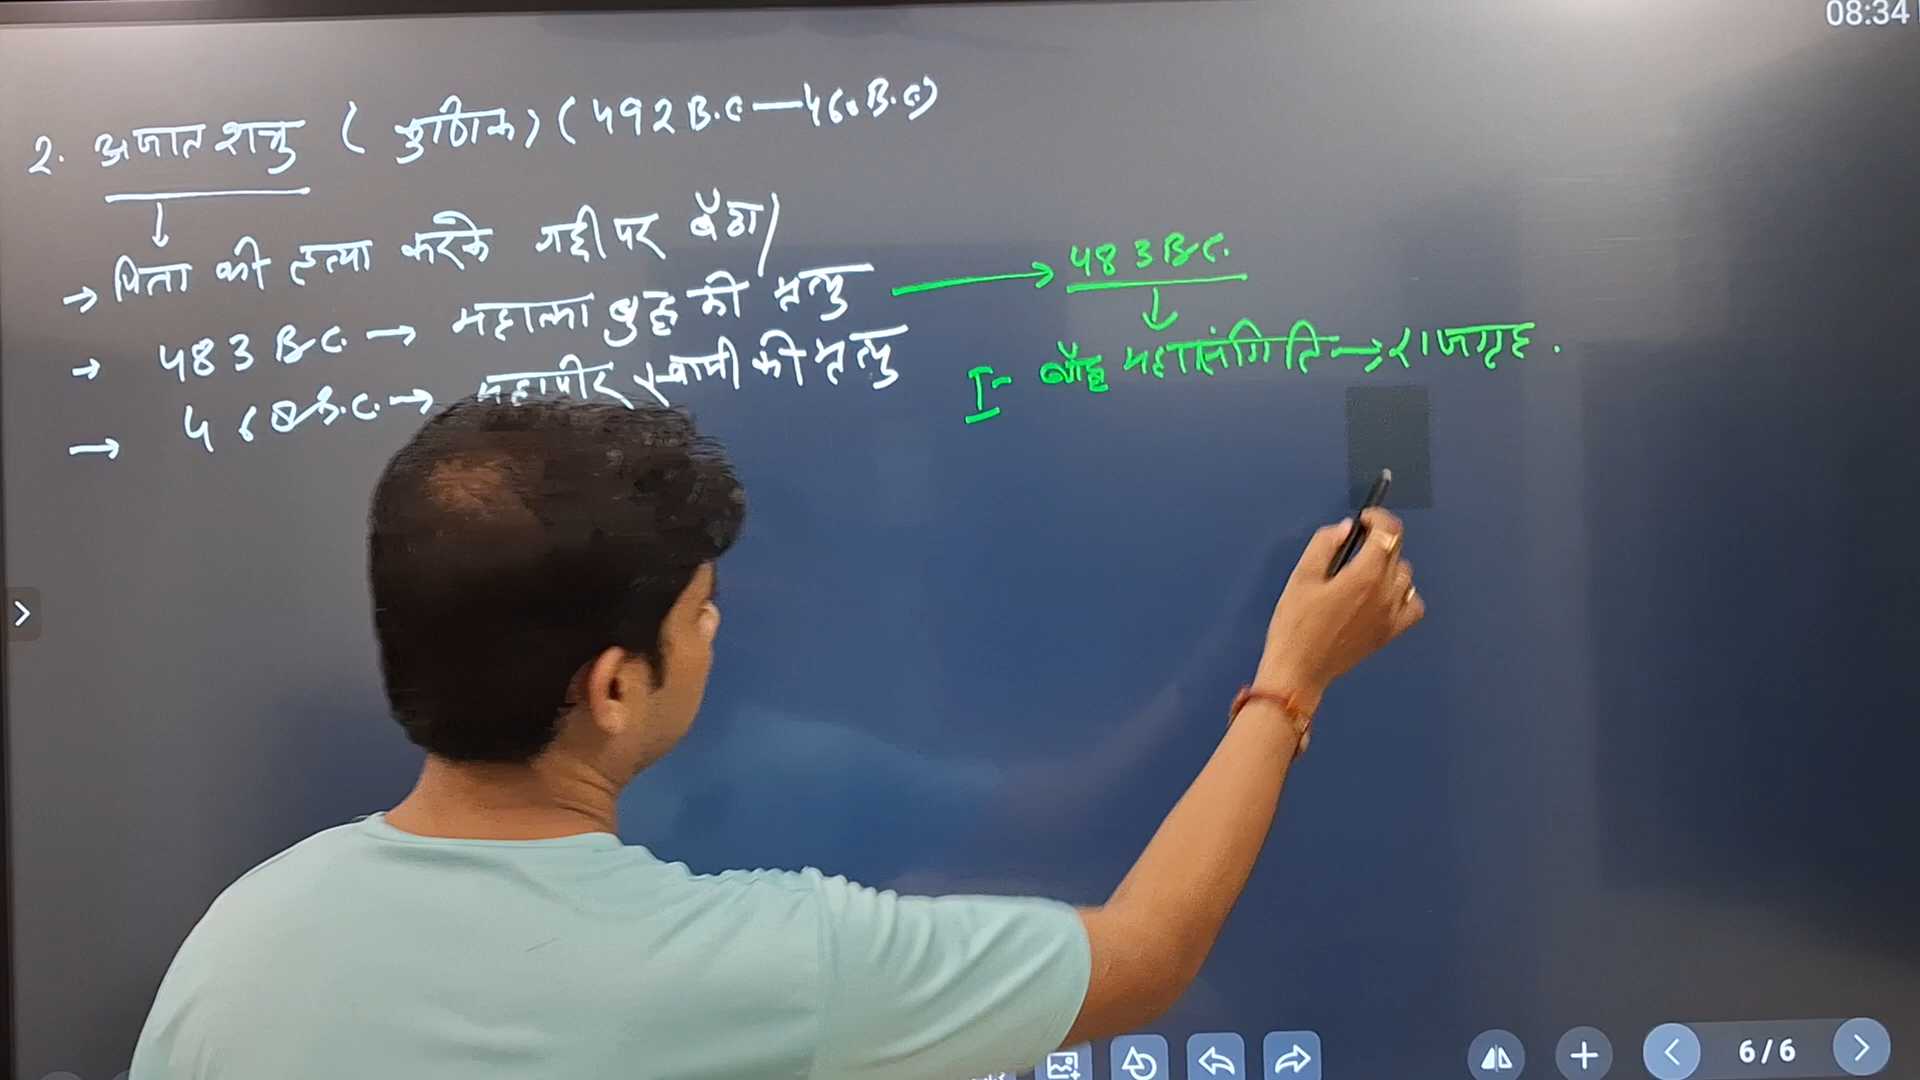 08:34
2. अजातशत्रु ( कुणिक ) ( 492 B.C — 460 B.C )
→ पिता की हत्या करके गद्दी पर बैठा |
→ 483 B.C. → महात्मा बुद्ध की मृत्यु → 483 B.C.
→ 468 B.C. → महावीर स्वामी की मृत्यु
I- बौद्ध महासंगिति → राजगृह .
6/6